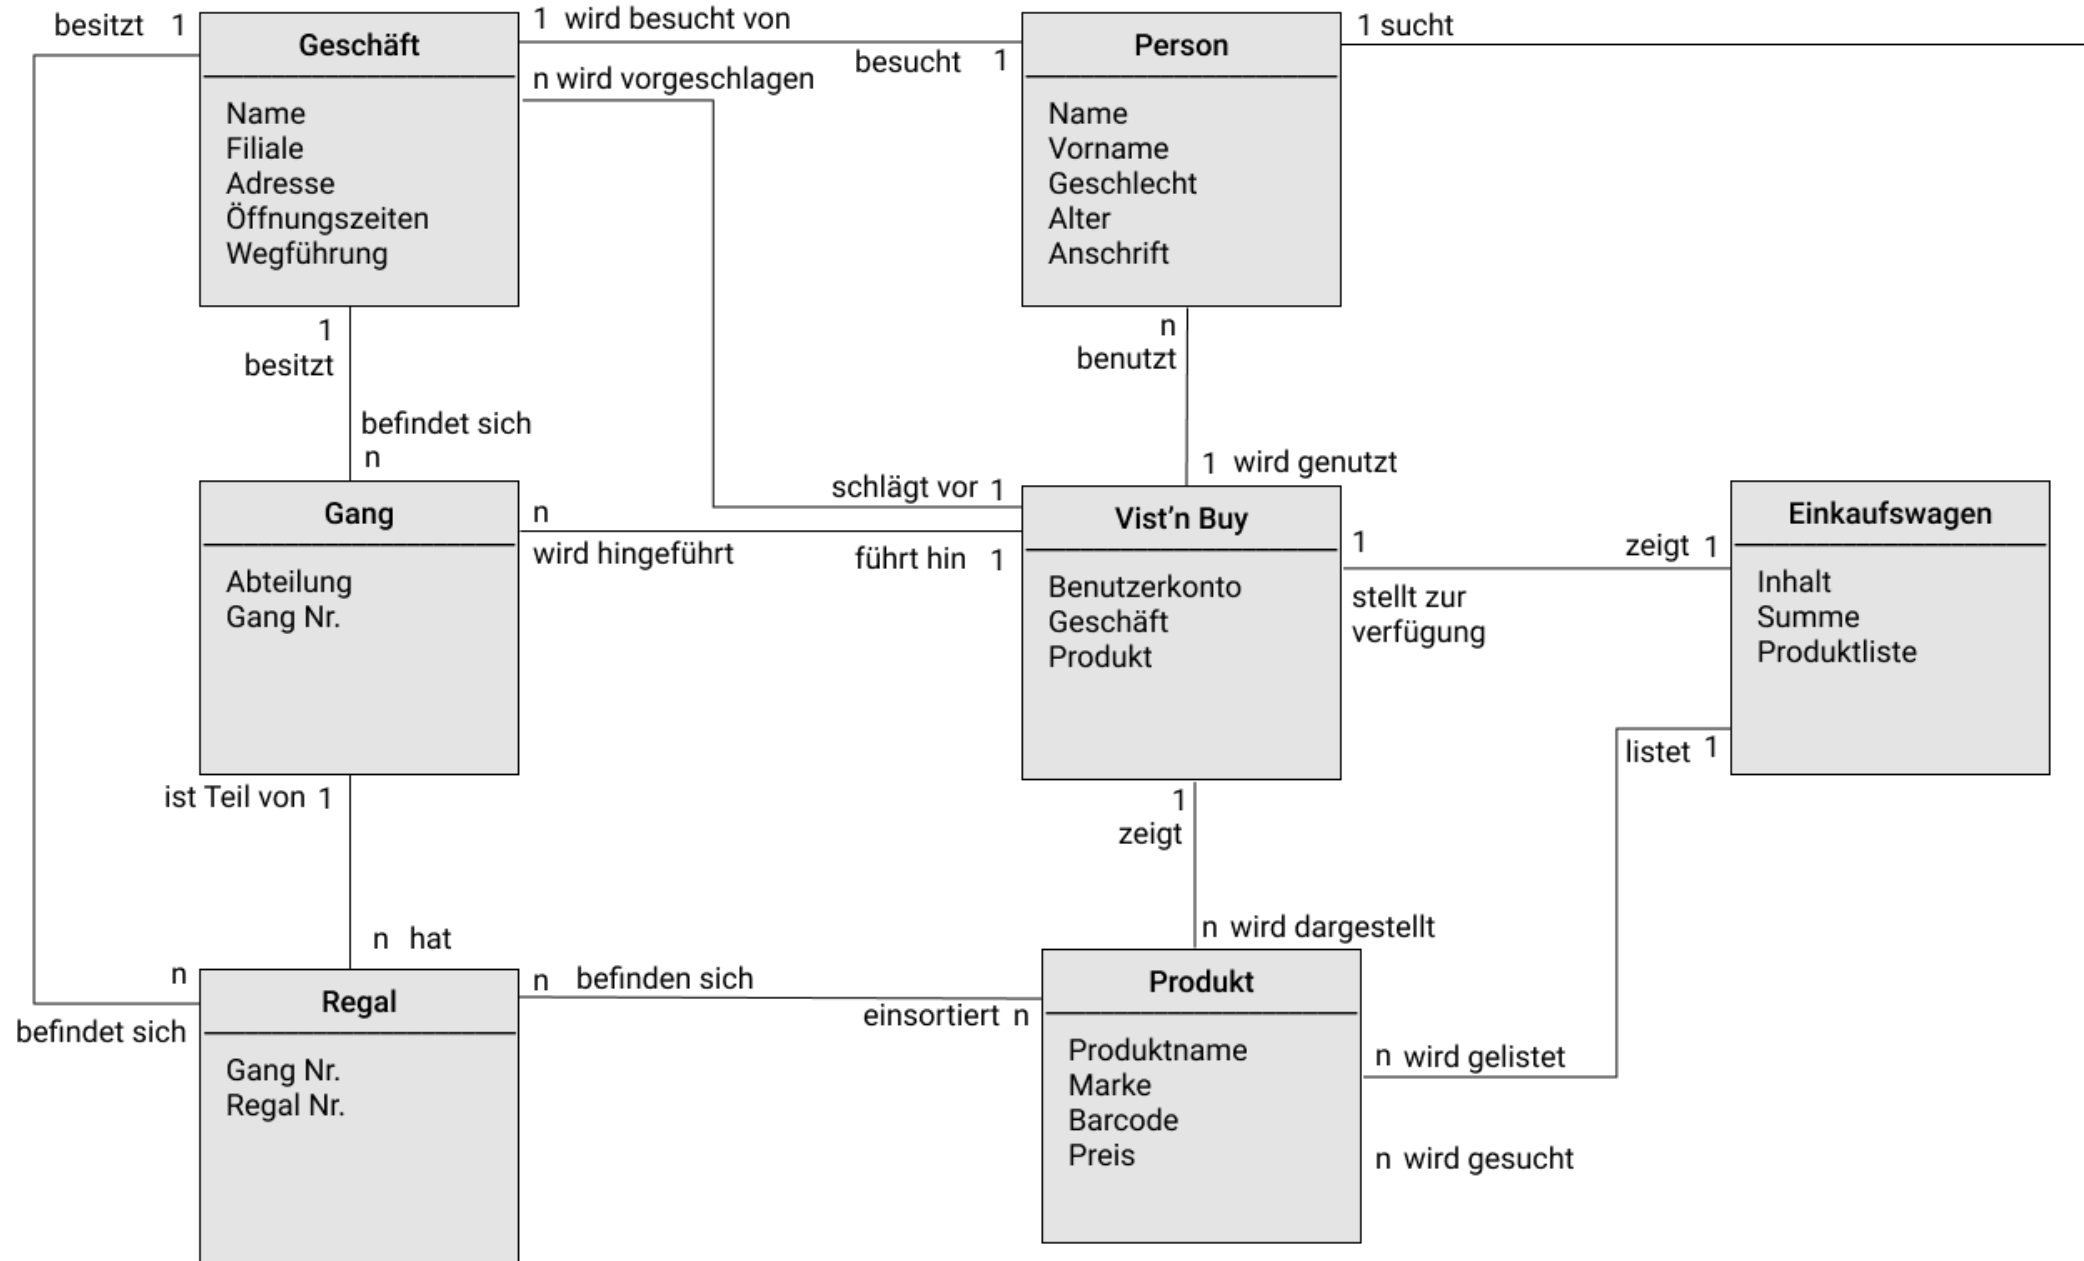 besitzt 1
Geschäft
Name
Filiale
Adresse
Öffnungszeiten
Wegführung
1 wird besucht von
besucht 1
n wird vorgeschlagen
Person
Name
Vorname
Geschlecht
Alter
Anschrift
1 sucht
1
besitzt
befindet sich
n
n
benutzt
1 wird genutzt
schlägt vor 1
Gang
Abteilung
Gang Nr.
n
wird hingeführt
führt hin 1
Vist’n Buy
Benutzerkonto
Geschäft
Produkt
1
stellt zur
verfügung
zeigt 1
Einkaufswagen
Inhalt
Summe
Produktliste
listet 1
ist Teil von 1
n hat
1
zeigt
n wird dargestellt
n
befindet sich
Regal
Gang Nr.
Regal Nr.
n befinden sich
einsortiert n
Produkt
Produktname
Marke
Barcode
Preis
n wird gelistet
n wird gesucht